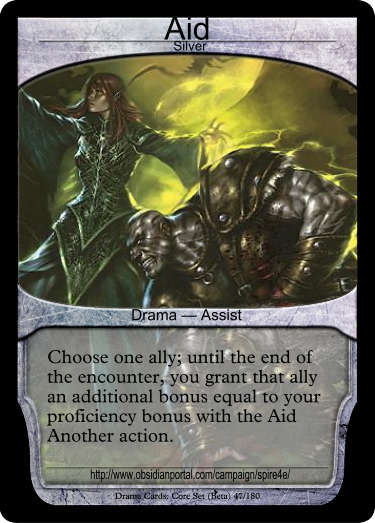 Aid
Silver
Drama — Assist
Choose one ally; until the end of
the encounter, you grant that ally
an additional bonus equal to your
proficiency bonus with the Aid
Another action.
http://www.obsidianportal.com/campaign/spire4e/
Drama Cards: Core Set (Beta) 47/180